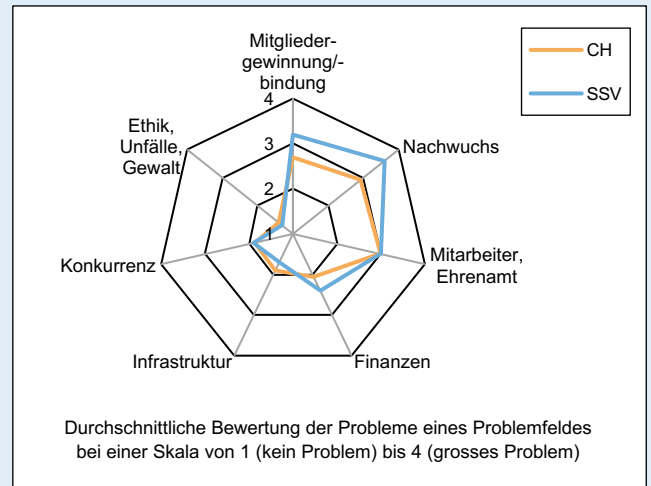 Mitglieder-
gewinnung/-
bindung
CH
SSV
4
3
2
1
Nachwuchs
Mitarbeiter,
Ehrenamt
Finanzen
Infrastruktur
Konkurrenz
Ethik,
Unfälle,
Gewalt
Durchschnittliche Bewertung der Probleme eines Problemfeldes
bei einer Skala von 1 (kein Problem) bis 4 (grosses Problem)